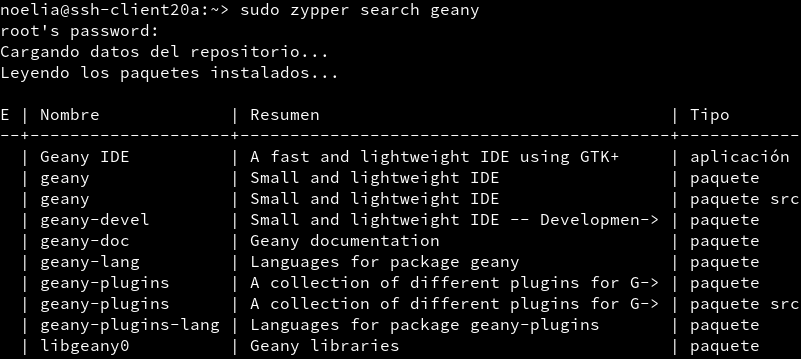 noelia@ssh-client20a:~> sudo zypper search geany
root's password:
Cargando datos del repositorio...
Leyendo los paquetes instalados...
E | Nombre | Resumen | Tipo
--+--------------------+-------------------------------------------+------------
  | Geany IDE | A fast and lightweight IDE using GTK+ | aplicación
  | geany | Small and lightweight IDE | paquete
  | geany | Small and lightweight IDE | paquete src
  | geany-devel | Small and lightweight IDE -- Developmen-> | paquete
  | geany-doc | Geany documentation | paquete
  | geany-lang | Languages for package geany | paquete
  | geany-plugins | A collection of different plugins for G-> | paquete
  | geany-plugins | A collection of different plugins for G-> | paquete src
  | geany-plugins-lang | Languages for package geany-plugins | paquete
  | libgeany0 | Geany libraries | paquete